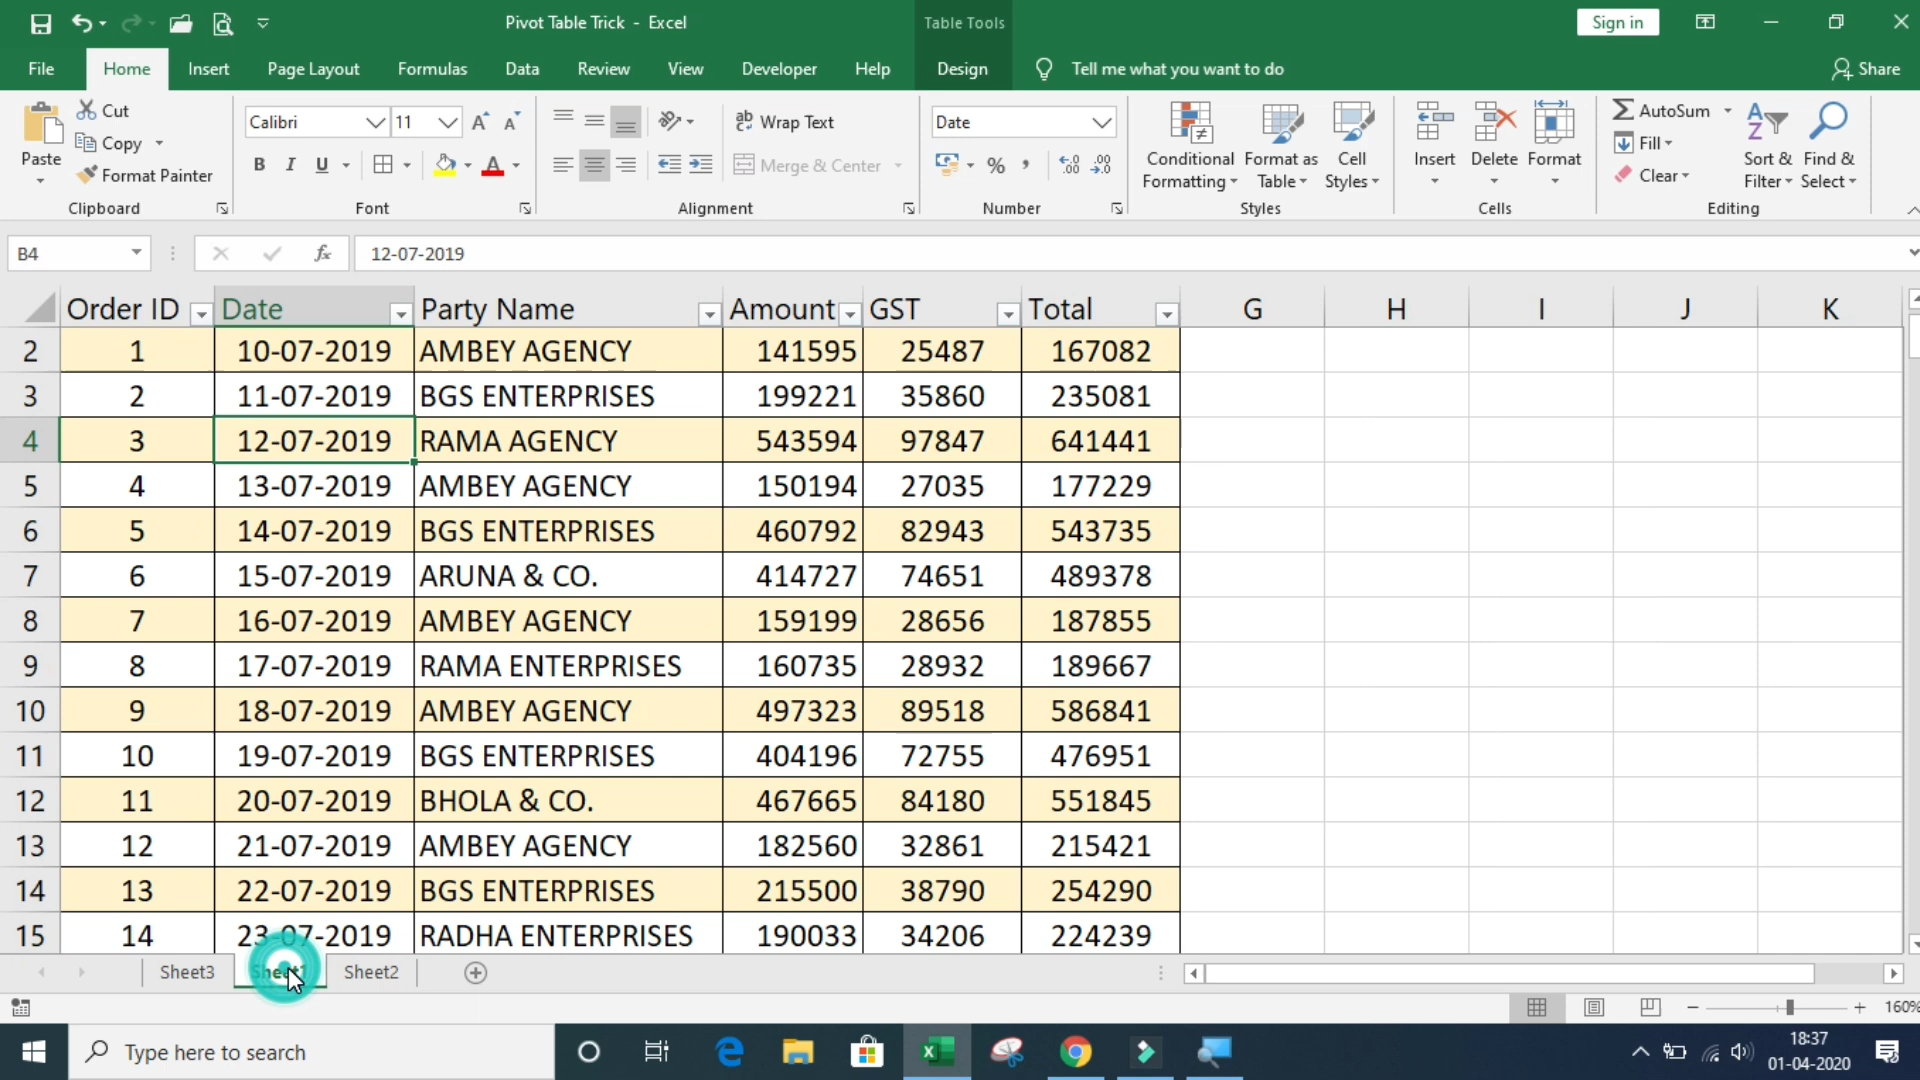 Pivot Table Trick - Excel
Table Tools
Sign in
File Home Insert Page Layout Formulas Data Review View Developer Help Design Tell me what you want to do Share
Paste
Cut
Copy
Format Painter
Clipboard
Calibri 11
B I U A
Font
Wrap Text
Merge & Center
Alignment
Date
% ,
Number
Conditional Formatting
Format as Table
Cell Styles
Styles
Insert Delete Format
Cells
AutoSum
Fill
Clear
Sort & Filter
Find & Select
Editing
B4 fx 12-07-2019
Order ID Date Party Name Amount GST Total G H I J K
2 1 10-07-2019 AMBEY AGENCY 141595 25487 167082
3 2 11-07-2019 BGS ENTERPRISES 199221 35860 235081
4 3 12-07-2019 RAMA AGENCY 543594 97847 641441
5 4 13-07-2019 AMBEY AGENCY 150194 27035 177229
6 5 14-07-2019 BGS ENTERPRISES 460792 82943 543735
7 6 15-07-2019 ARUNA & CO. 414727 74651 489378
8 7 16-07-2019 AMBEY AGENCY 159199 28656 187855
9 8 17-07-2019 RAMA ENTERPRISES 160735 28932 189667
10 9 18-07-2019 AMBEY AGENCY 497323 89518 586841
11 10 19-07-2019 BGS ENTERPRISES 404196 72755 476951
12 11 20-07-2019 BHOLA & CO. 467665 84180 551845
13 12 21-07-2019 AMBEY AGENCY 182560 32861 215421
14 13 22-07-2019 BGS ENTERPRISES 215500 38790 254290
15 14 23-07-2019 RADHA ENTERPRISES 190033 34206 224239
Sheet3 Sheet1 Sheet2
160%
Type here to search
18:37
01-04-2020